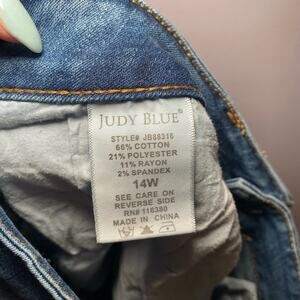 JUDY BLUE®
STYLE# JB88316
66% COTTON
21% POLYESTER
11% RAYON
2% SPANDEX
14W
SEE CARE ON
REVERSE SIDE
RN# 116380
MADE IN CHINA